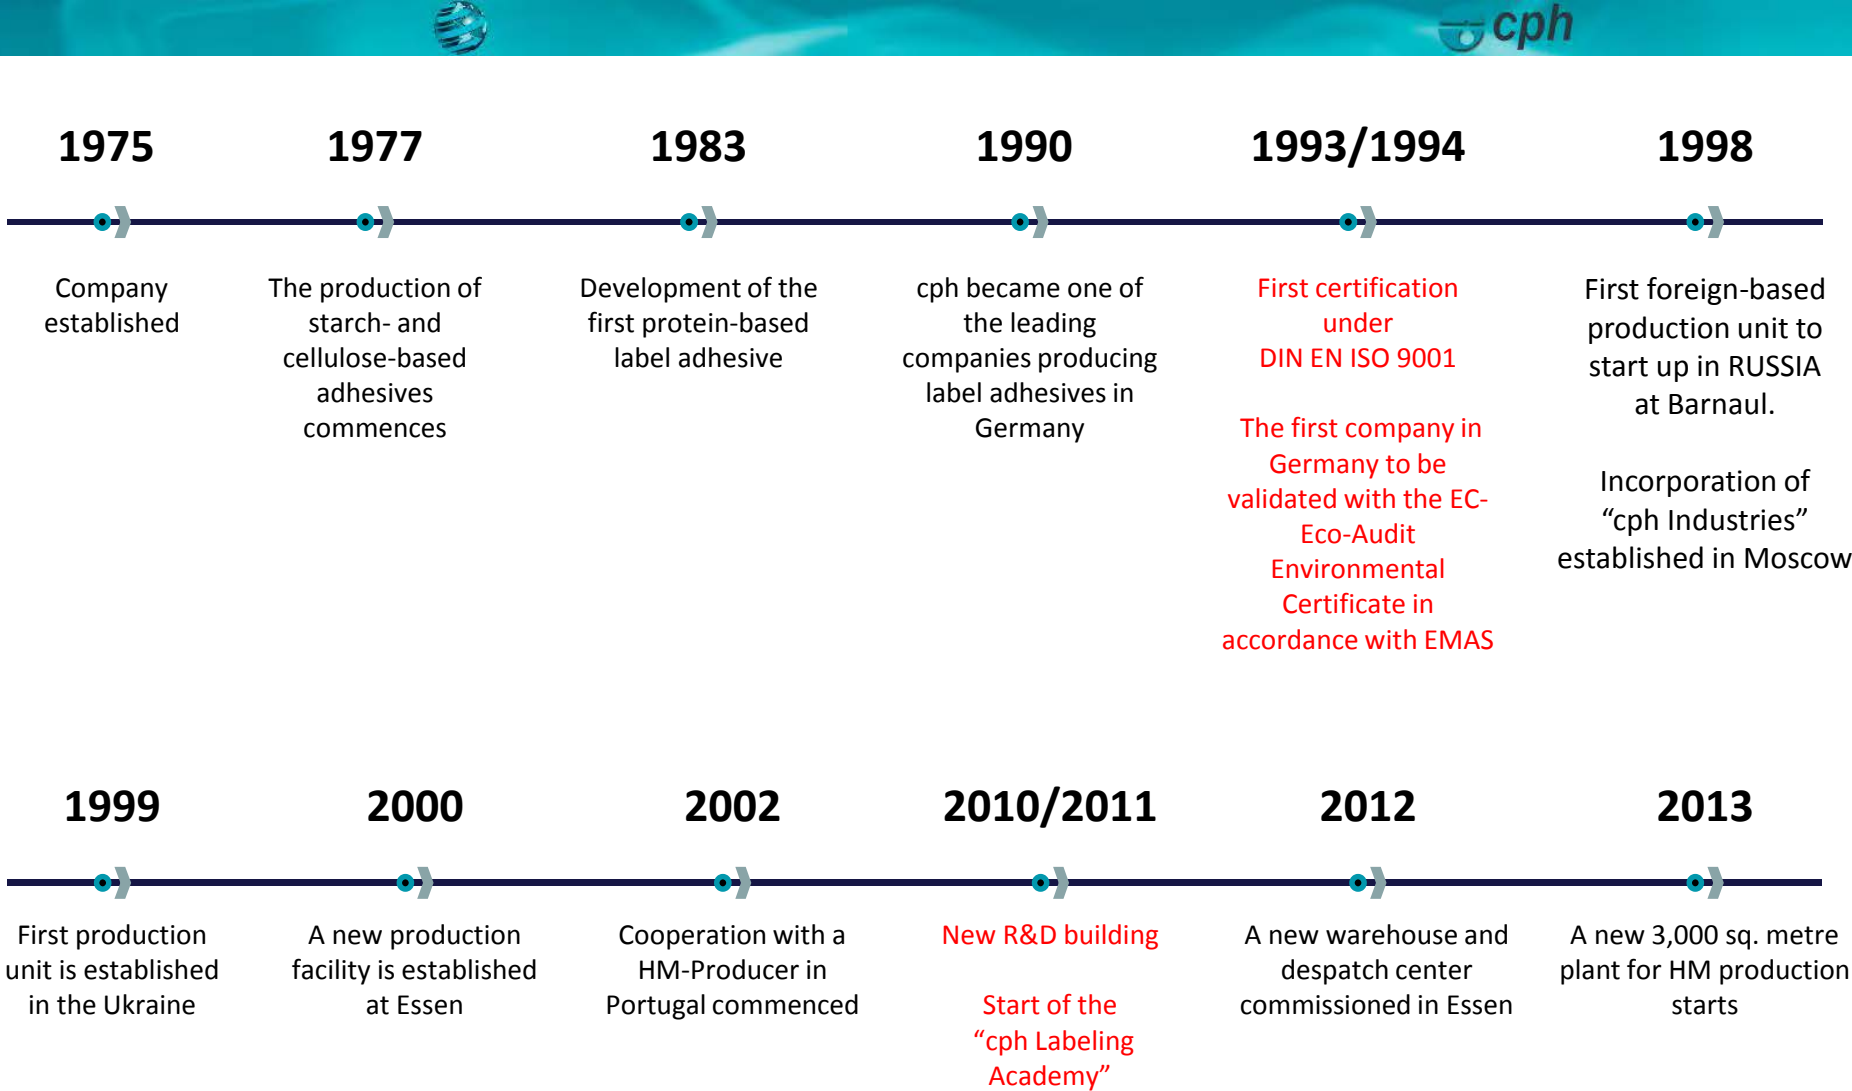 cph
1975
Company
established
1977
The production of
starch- and
cellulose-based
adhesives
commences
1983
Development of the
first protein-based
label adhesive
1990
cph became one of
the leading
companies producing
label adhesives in
Germany
1993/1994
First certification
under
DIN EN ISO 9001
The first company in
Germany to be
validated with the EC-
Eco-Audit
Environmental
Certificate in
accordance with EMAS
1998
First foreign-based
production unit to
start up in RUSSIA
at Barnaul.
Incorporation of
“cph Industries”
established in Moscow
1999
First production
unit is established
in the Ukraine
2000
A new production
facility is established
at Essen
2002
Cooperation with a
HM-Producer in
Portugal commenced
2010/2011
New R&D building
Start of the
“cph Labeling
Academy”
2012
A new warehouse and
despatch center
commissioned in Essen
2013
A new 3,000 sq. metre
plant for HM production
starts